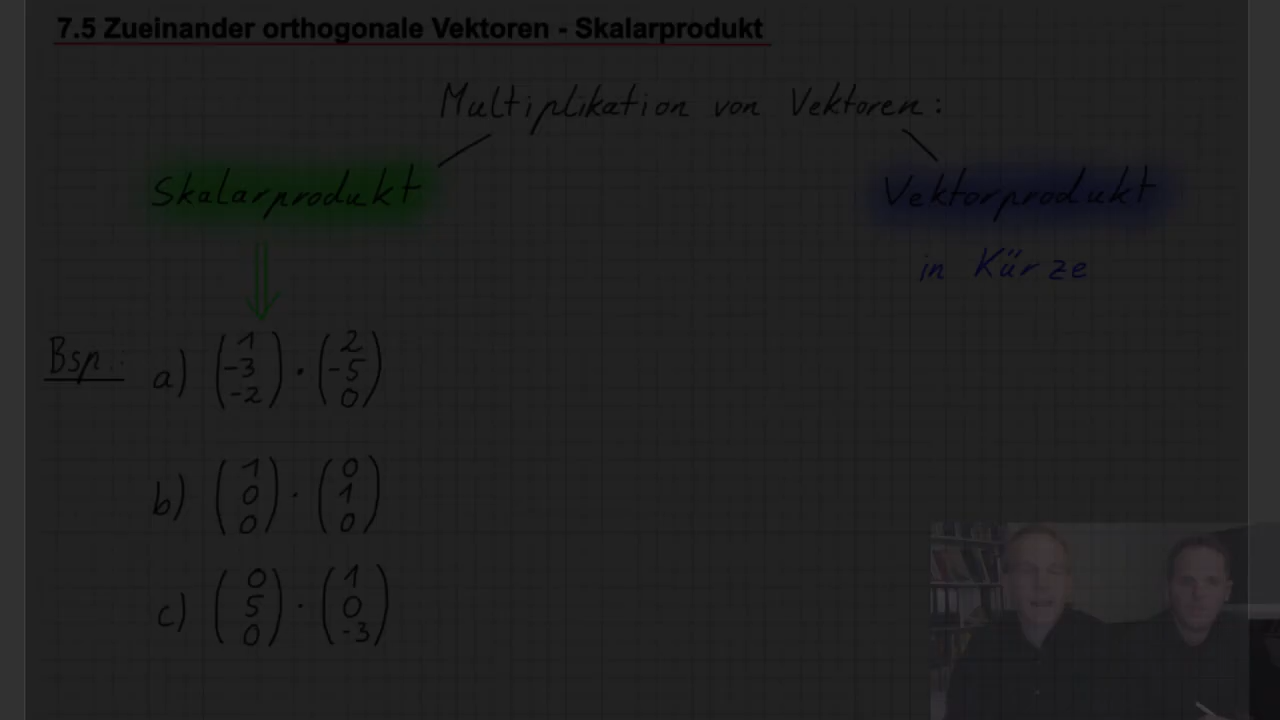 7.5 Zueinander orthogonale Vektoren - Skalarprodukt
Multiplikation von Vektoren:
Skalarprodukt Vektorprodukt
in Kürze
Bsp.: a) (1 -3 -2) · (2 -5 0)
b) (1 0 0) · (0 1 0)
c) (0 5 0) · (1 0 -3)